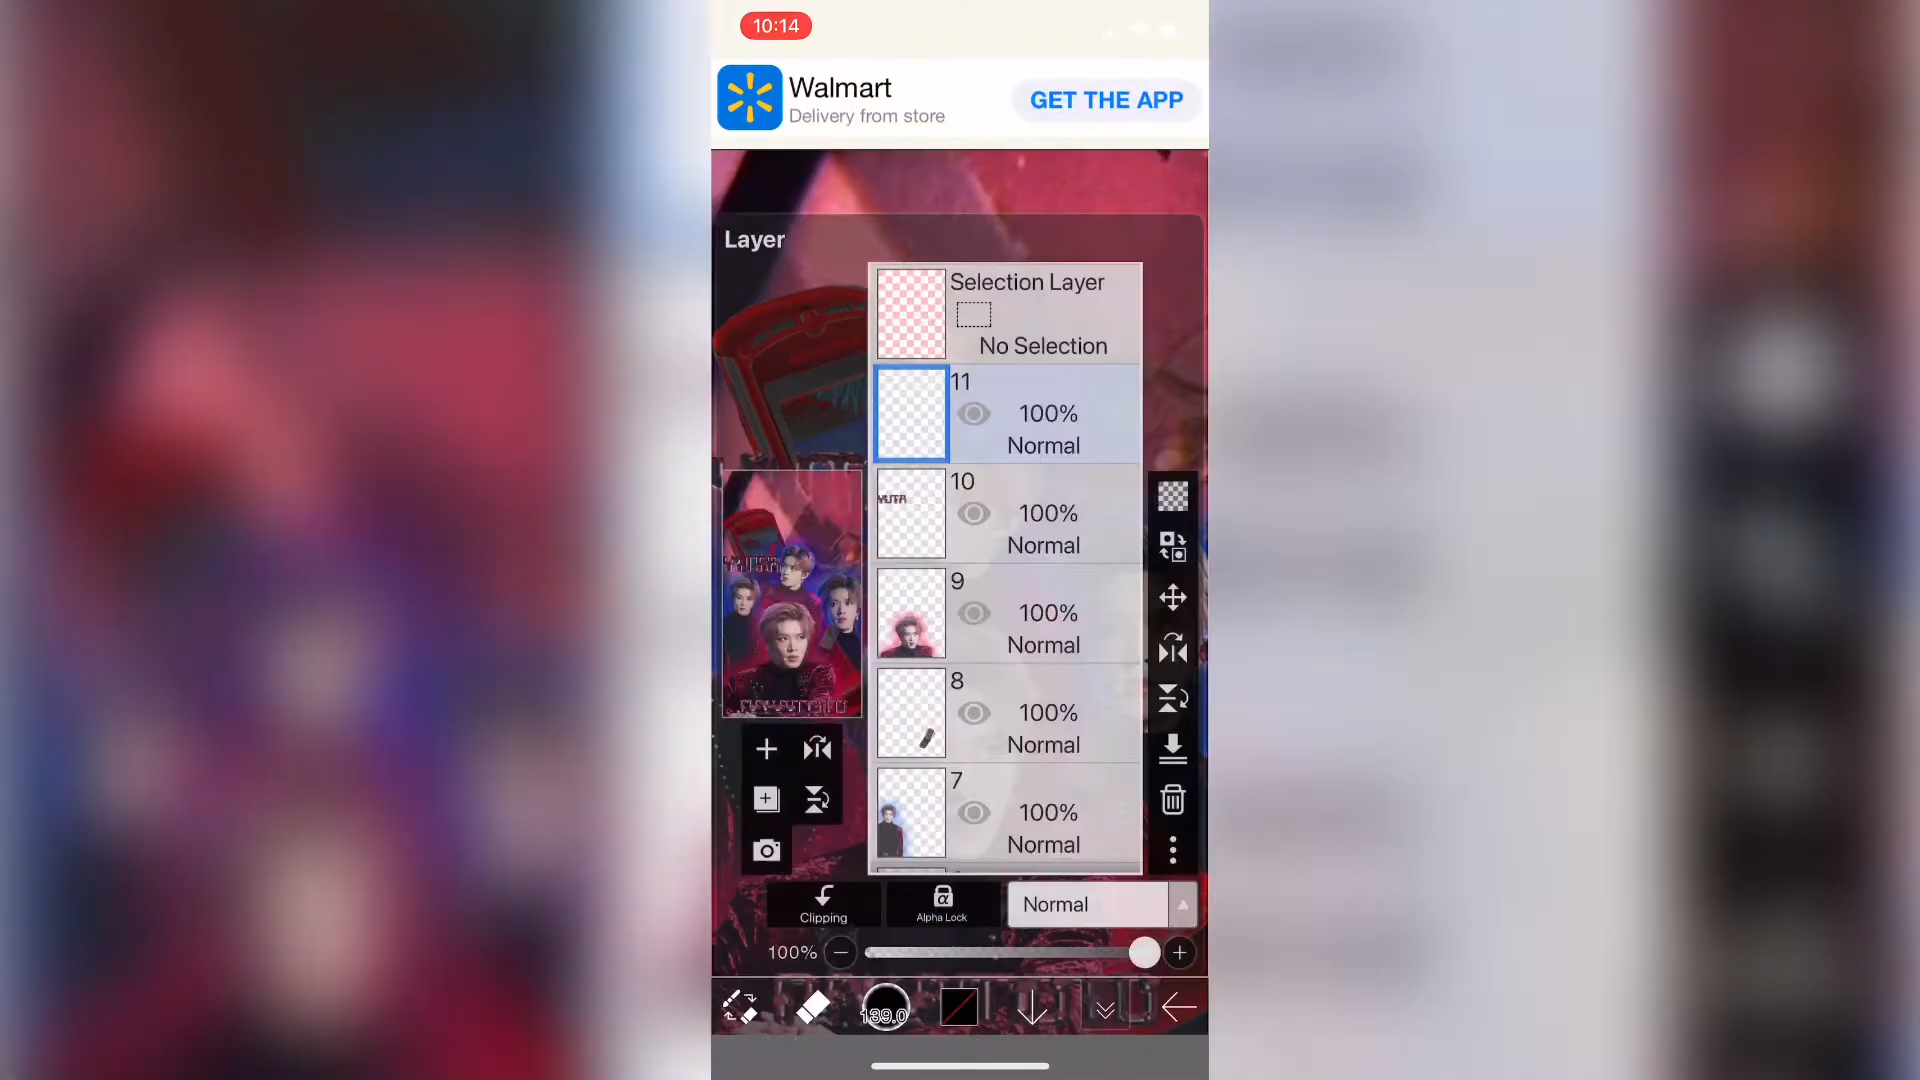 10:14
Walmart
Delivery from store
GET THE APP
Layer
Selection Layer
No Selection
11
100%
Normal
10
YUTA
100%
Normal
9
100%
Normal
8
100%
Normal
7
100%
Normal
Clipping
α
Alpha Lock
Normal
100%
139.0